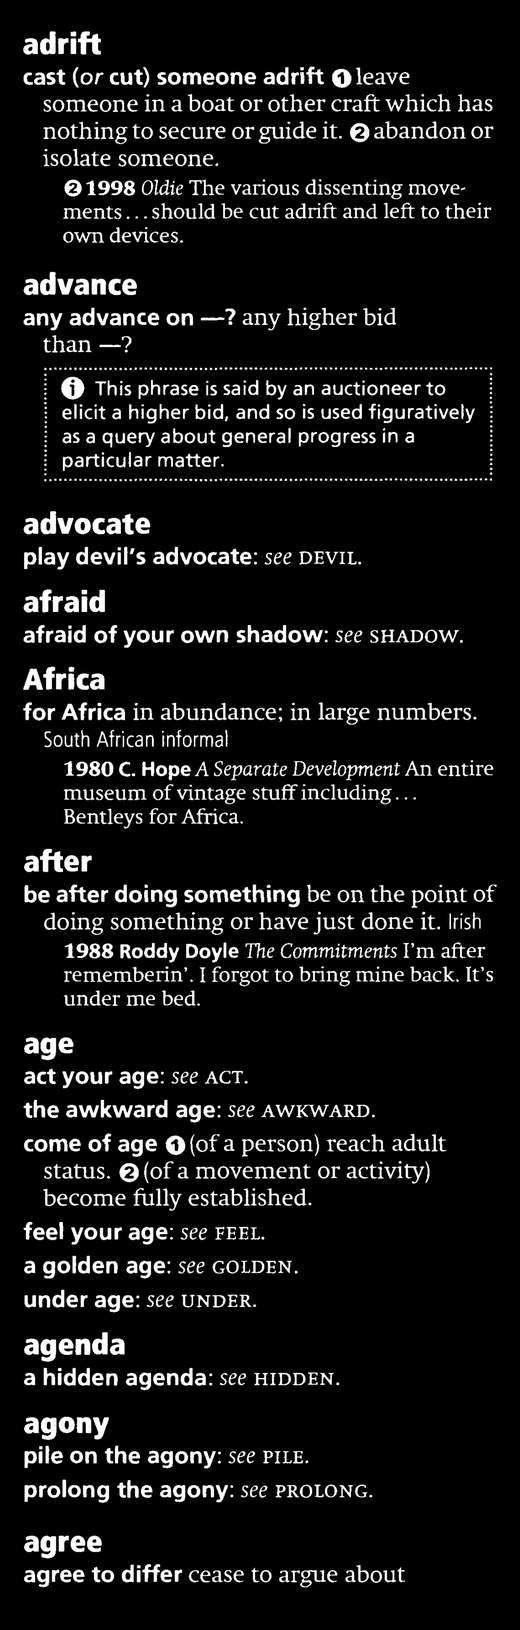 adrift
cast (or cut) someone adrift ❶ leave
someone in a boat or other craft which has
nothing to secure or guide it. ❷ abandon or
isolate someone.
❷ 1998 Oldie The various dissenting move-
ments... should be cut adrift and left to their
own devices.
advance
any advance on —? any higher bid
than —?
ⓘ This phrase is said by an auctioneer to
elicit a higher bid, and so is used figuratively
as a query about general progress in a
particular matter.
advocate
play devil's advocate: see DEVIL.
afraid
afraid of your own shadow: see SHADOW.
Africa
for Africa in abundance; in large numbers.
South African informal
1980 C. Hope A Separate Development An entire
museum of vintage stuff including...
Bentleys for Africa.
after
be after doing something be on the point of
doing something or have just done it. Irish
1988 Roddy Doyle The Commitments I'm after
rememberin'. I forgot to bring mine back. It's
under me bed.
age
act your age: see ACT.
the awkward age: see AWKWARD.
come of age ❶ (of a person) reach adult
status. ❷ (of a movement or activity)
become fully established.
feel your age: see FEEL.
a golden age: see GOLDEN.
under age: see UNDER.
agenda
a hidden agenda: see HIDDEN.
agony
pile on the agony: see PILE.
prolong the agony: see PROLONG.
agree
agree to differ cease to argue about